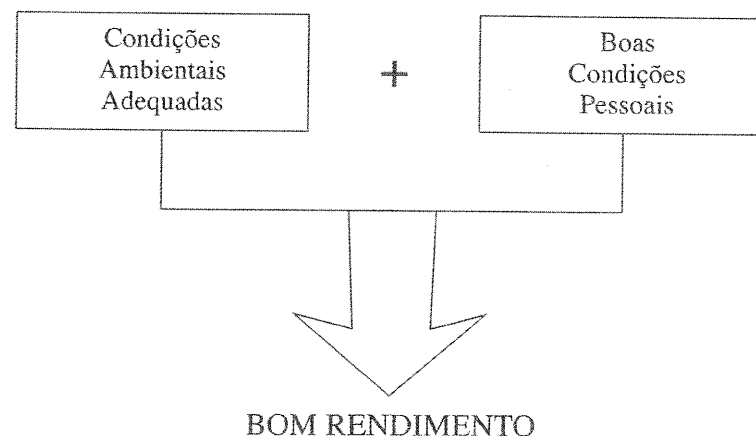 Condições
Ambientais
Adequadas
+
Boas
Condições
Pessoais
BOM RENDIMENTO